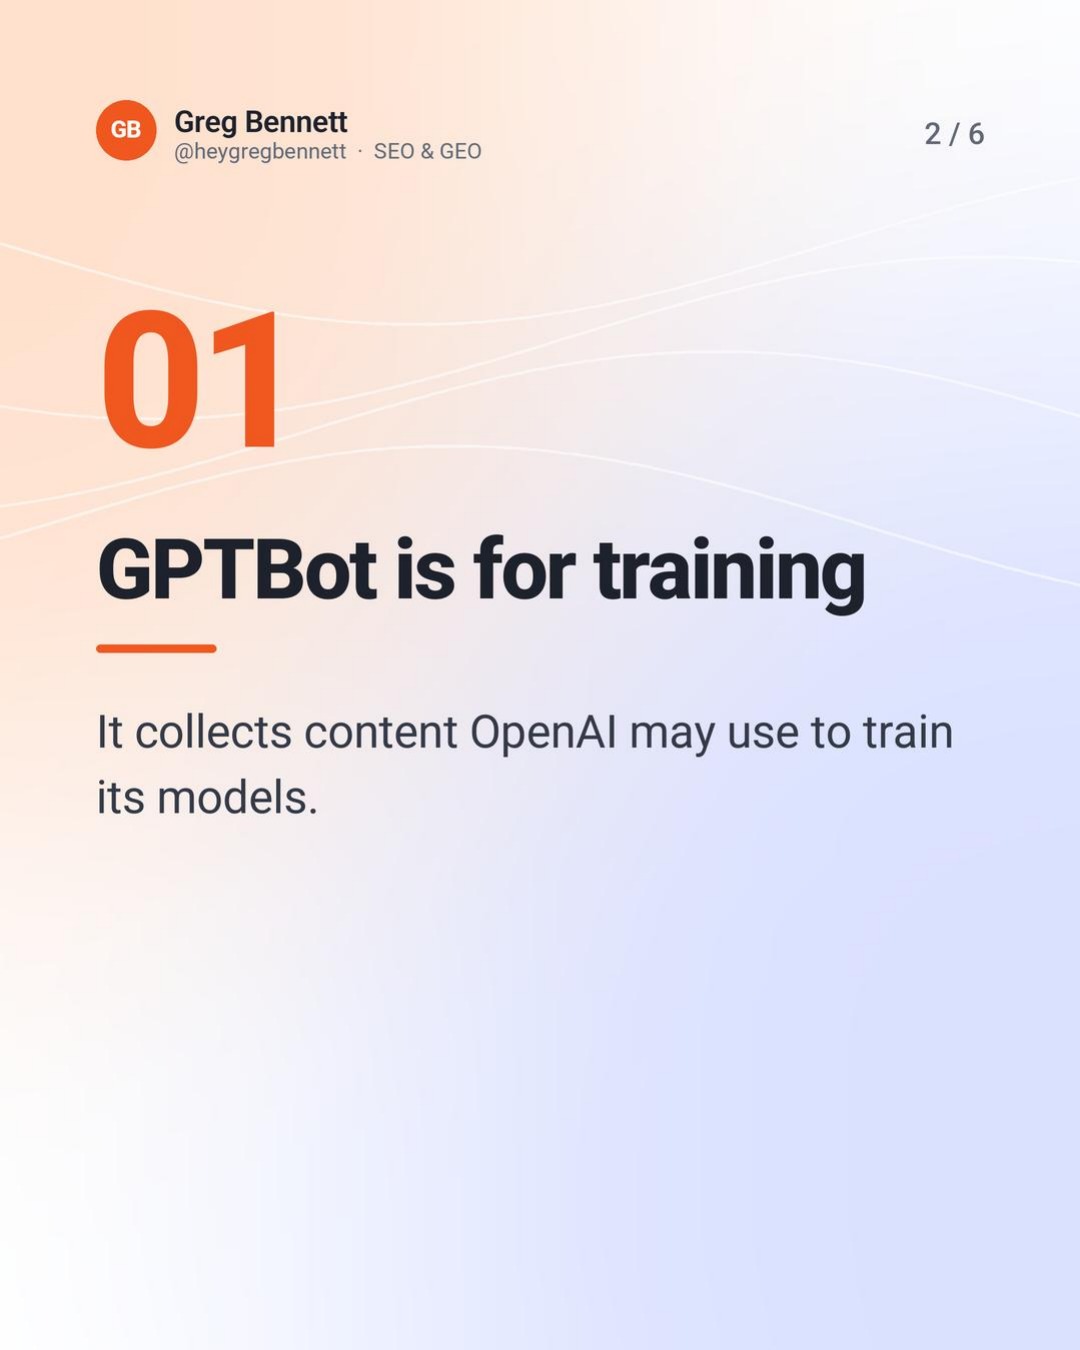 GB
Greg Bennett
@heygregbennett · SEO & GEO
2 / 6
01
GPTBot is for training
It collects content OpenAI may use to train
its models.